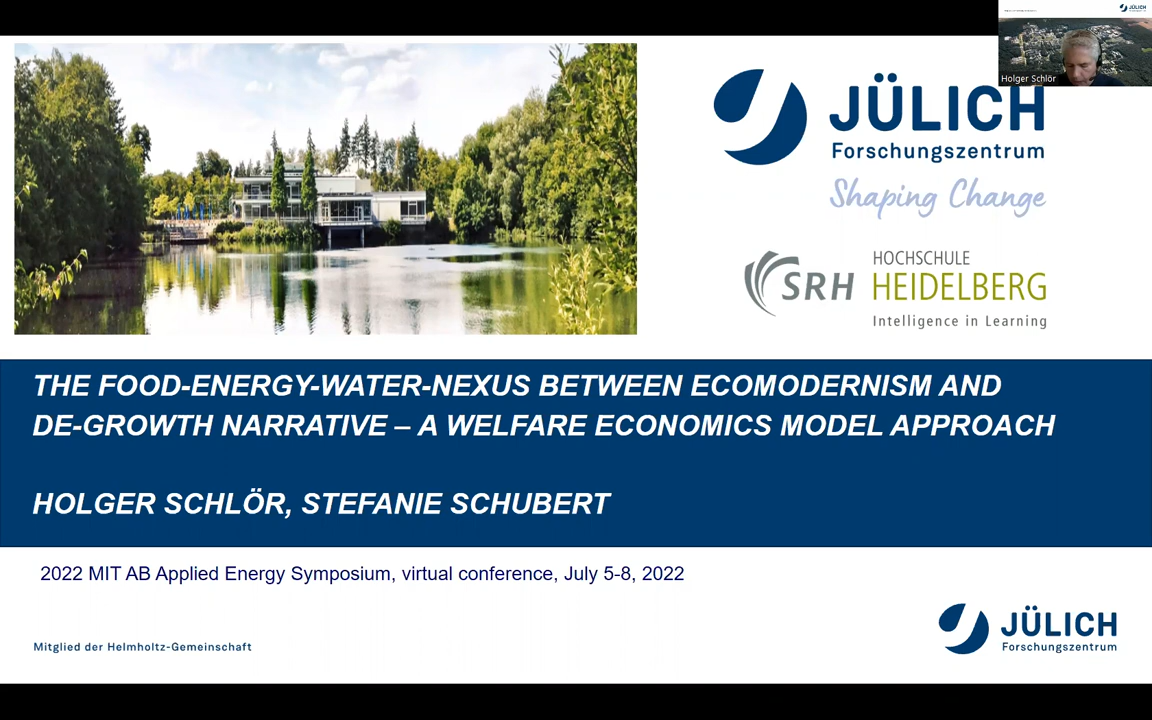 JÜLICH
Holger Schlör
JÜLICH
Forschungszentrum
Shaping Change
SRH
HOCHSCHULE
HEIDELBERG
Intelligence in Learning
THE FOOD-ENERGY-WATER-NEXUS BETWEEN ECOMODERNISM AND
DE-GROWTH NARRATIVE – A WELFARE ECONOMICS MODEL APPROACH
HOLGER SCHLÖR, STEFANIE SCHUBERT
2022 MIT AB Applied Energy Symposium, virtual conference, July 5-8, 2022
Mitglied der Helmholtz-Gemeinschaft
JÜLICH
Forschungszentrum